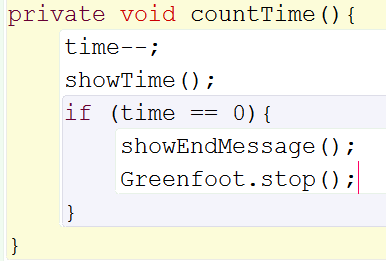 private void countTime(){
time--;
showTime();
if (time == 0){
showEndMessage();
Greenfoot.stop();
}
}